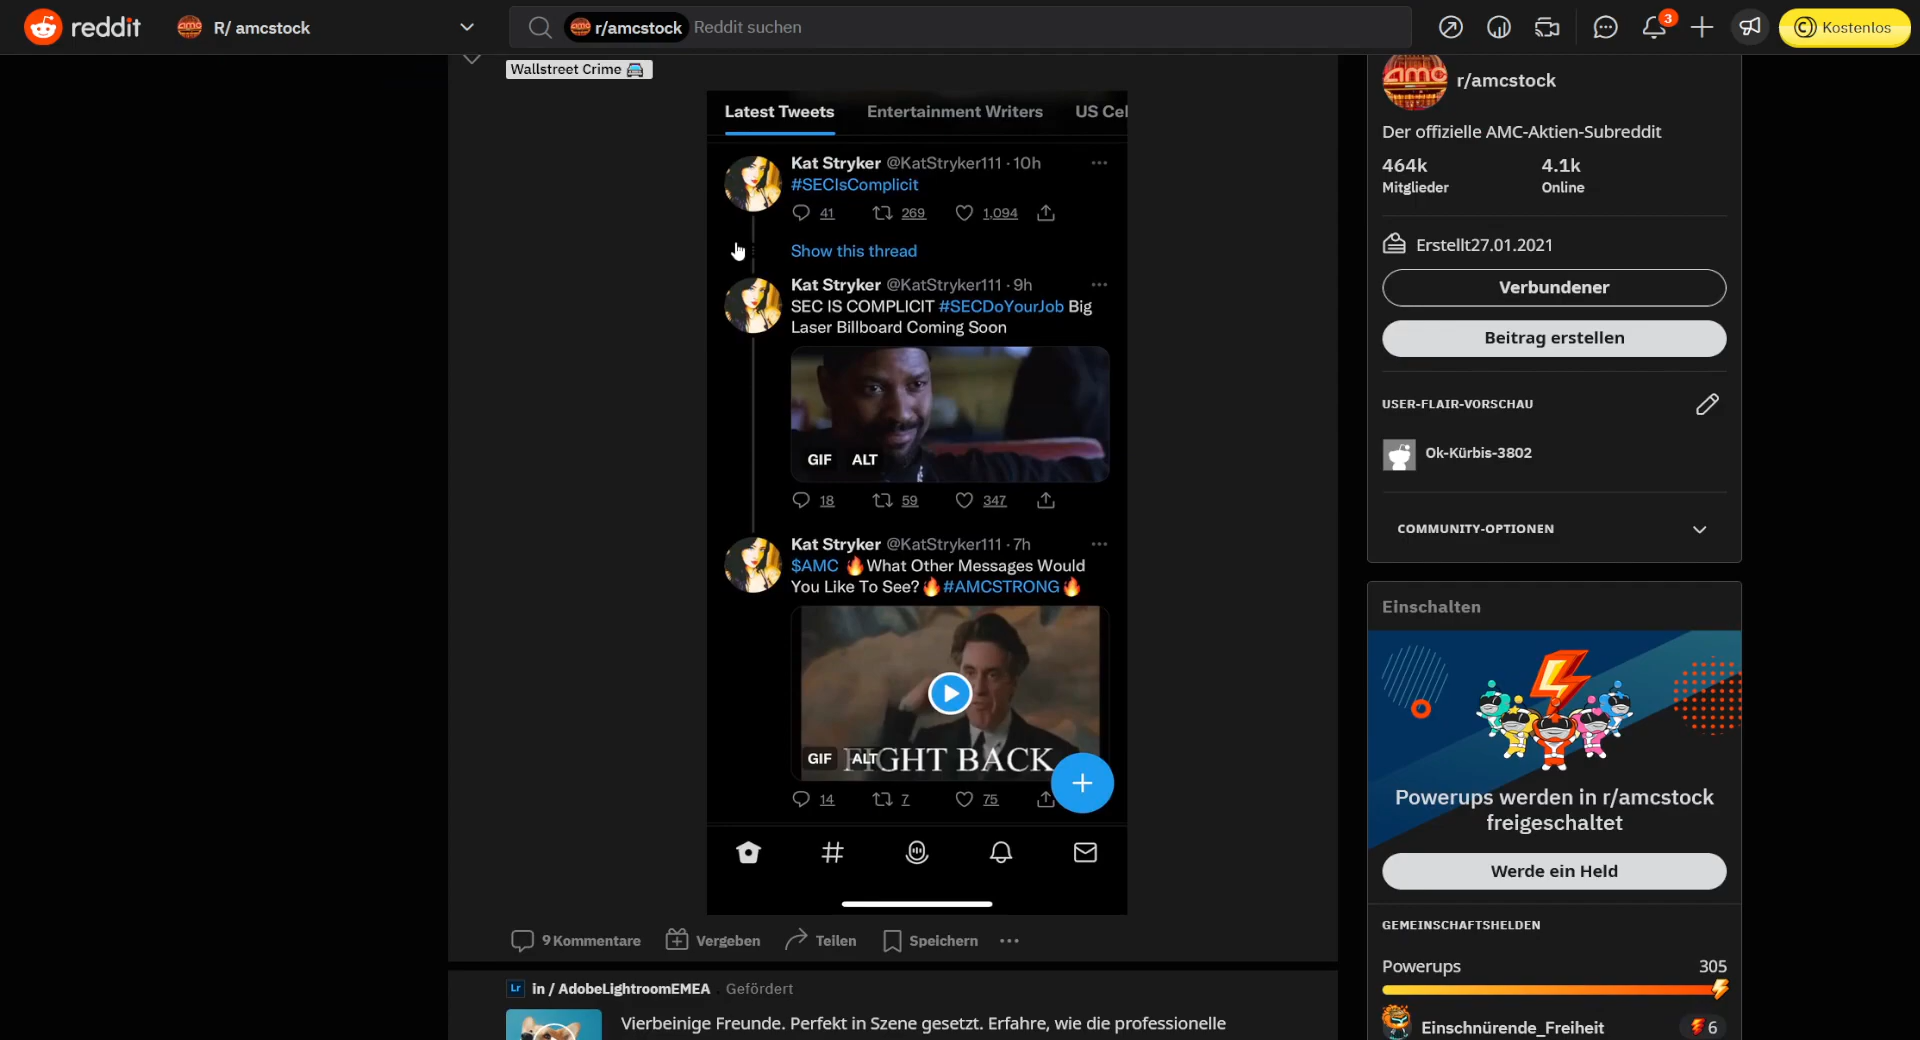 reddit
R/ amcstock
r/amcstock Reddit suchen
3
Kostenlos
Wallstreet Crime
Latest Tweets Entertainment Writers US Cel
Kat Stryker @KatStryker111 · 10h
#SECIsComplicit
41 269 1,094
Show this thread
Kat Stryker @KatStryker111 · 9h
SEC IS COMPLICIT #SECDoYourJob Big
Laser Billboard Coming Soon
GIF ALT
18 59 347
Kat Stryker @KatStryker111 · 7h
$AMC 🔥What Other Messages Would
You Like To See?🔥#AMCSTRONG🔥
GIF ALT
FIGHT BACK
14 7 75
9 Kommentare Vergeben Teilen Speichern
Lr in / AdobeLightroomEMEA Gefördert
Vierbeinige Freunde. Perfekt in Szene gesetzt. Erfahre, wie die professionelle
amc r/amcstock
Der offizielle AMC-Aktien-Subreddit
464k 4.1k
Mitglieder Online
Erstellt27.01.2021
Verbundener
Beitrag erstellen
USER-FLAIR-VORSCHAU
Ok-Kürbis-3802
COMMUNITY-OPTIONEN
Einschalten
Powerups werden in r/amcstock
freigeschaltet
Werde ein Held
GEMEINSCHAFTSHELDEN
Powerups 305
Einschnürende_Freiheit 6